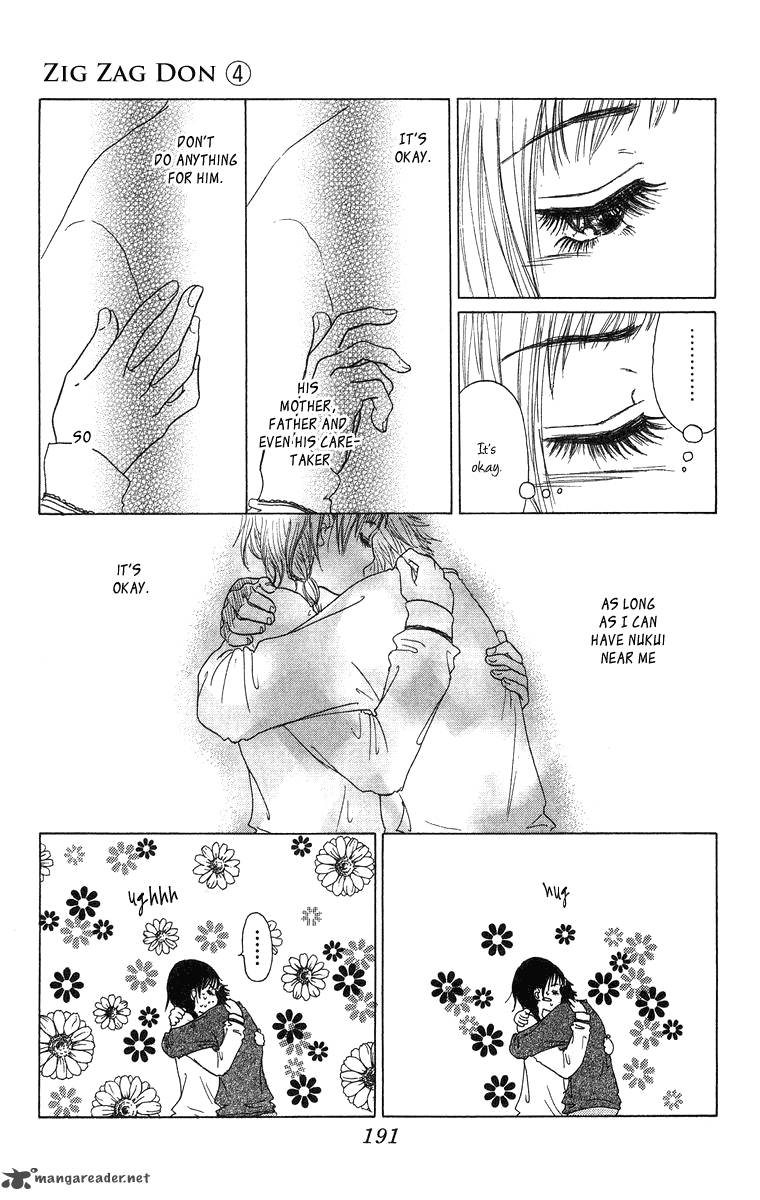 ZIG ZAG DON ④
........
It's
okay.
IT'S
OKAY.
HIS
MOTHER,
FATHER AND
EVEN HIS CARE-
TAKER
DON'T
DO ANYTHING
FOR HIM.
SO
IT'S
OKAY.
AS LONG
AS I CAN
HAVE NUKUI
NEAR ME
hug
ughhh
......
191
mangareader.net